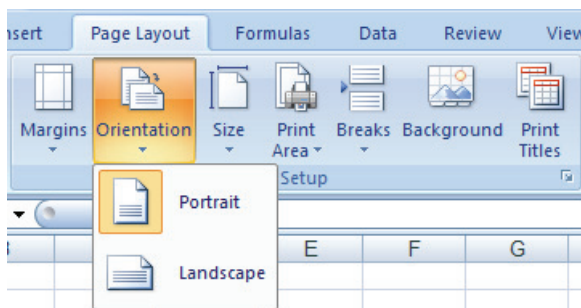 nsert Page Layout Formulas Data Review View
Margins Orientation Size Print Area Breaks Background Print Titles
Setup
Portrait
E F G
Landscape